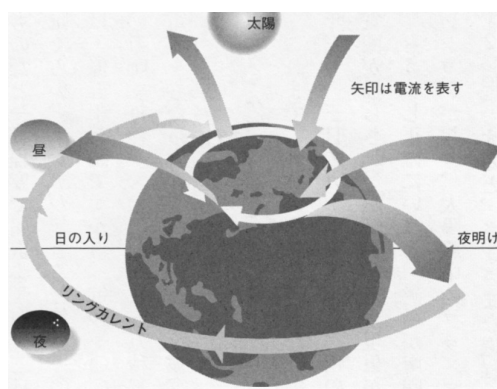 太陽
矢印は電流を表す
昼
日の入り
夜明け
リングカレント
夜